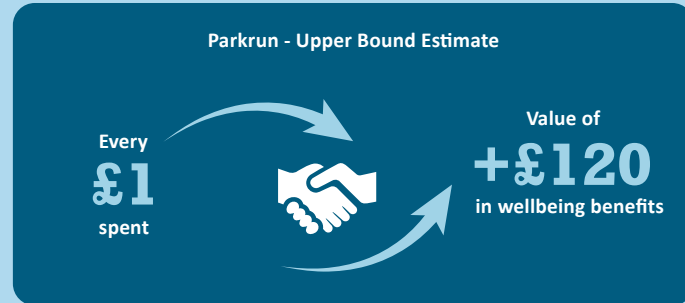 Parkrun - Upper Bound Estimate
Every
£1
spent
Value of
+£120
in wellbeing benefits